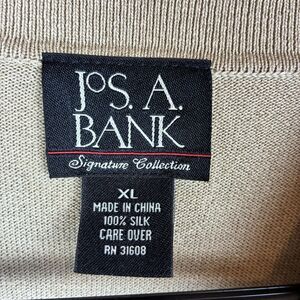 JOS. A.
BANK
Signature Collection
XL
MADE IN CHINA
100% SILK
CARE OVER
RN 31608